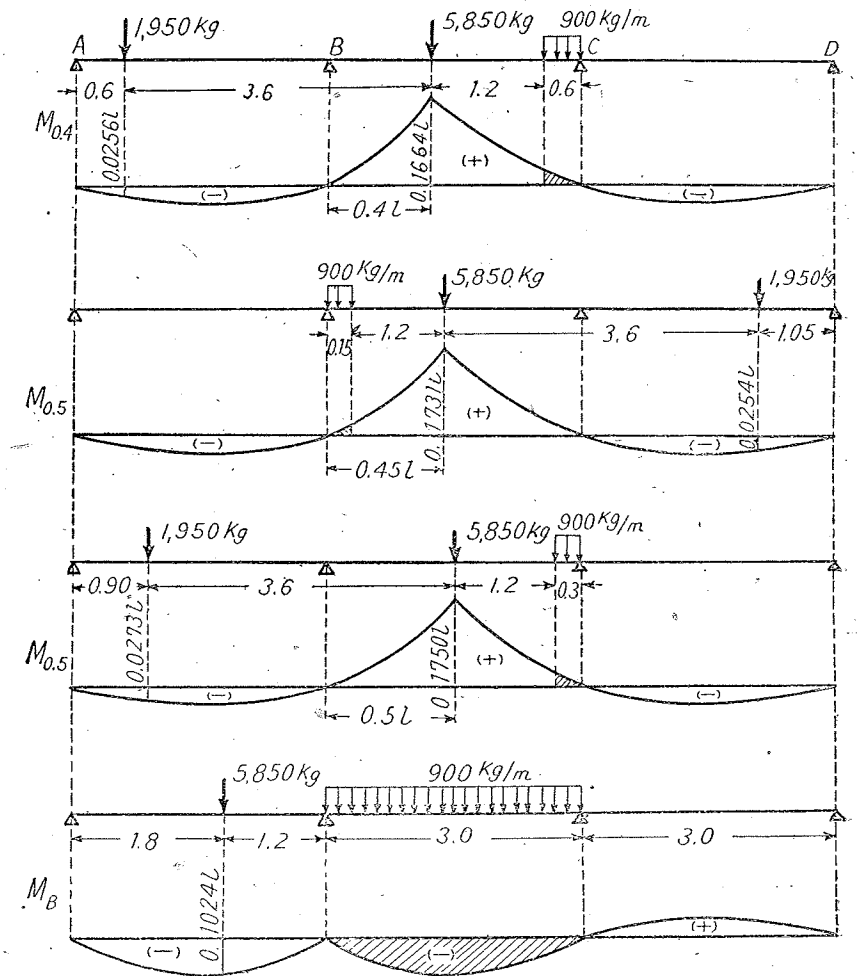 1,950 Kg 5,850 Kg 900 Kg/m
A B C D
0.6 3.6 1.2 0.6
M0.4 0.0256l 0.1664l
(+)
(-) (-)
0.4 l
900 Kg/m 5,850 Kg 1,950 Kg
0.15 1.2 3.6 1.05
M0.5 0.1731l 0.0254l
(+)
(-) (-)
0.45 l
1,950 Kg 5,850 Kg 900 Kg/m
0.90 3.6 1.2 0.3
M0.5 0.0273l 0.1750l
(+)
(-) (-)
0.5 l
5,850 Kg 900 Kg/m
1.8 1.2 3.0 3.0
MB 0.1024l
(-) (-) (+)